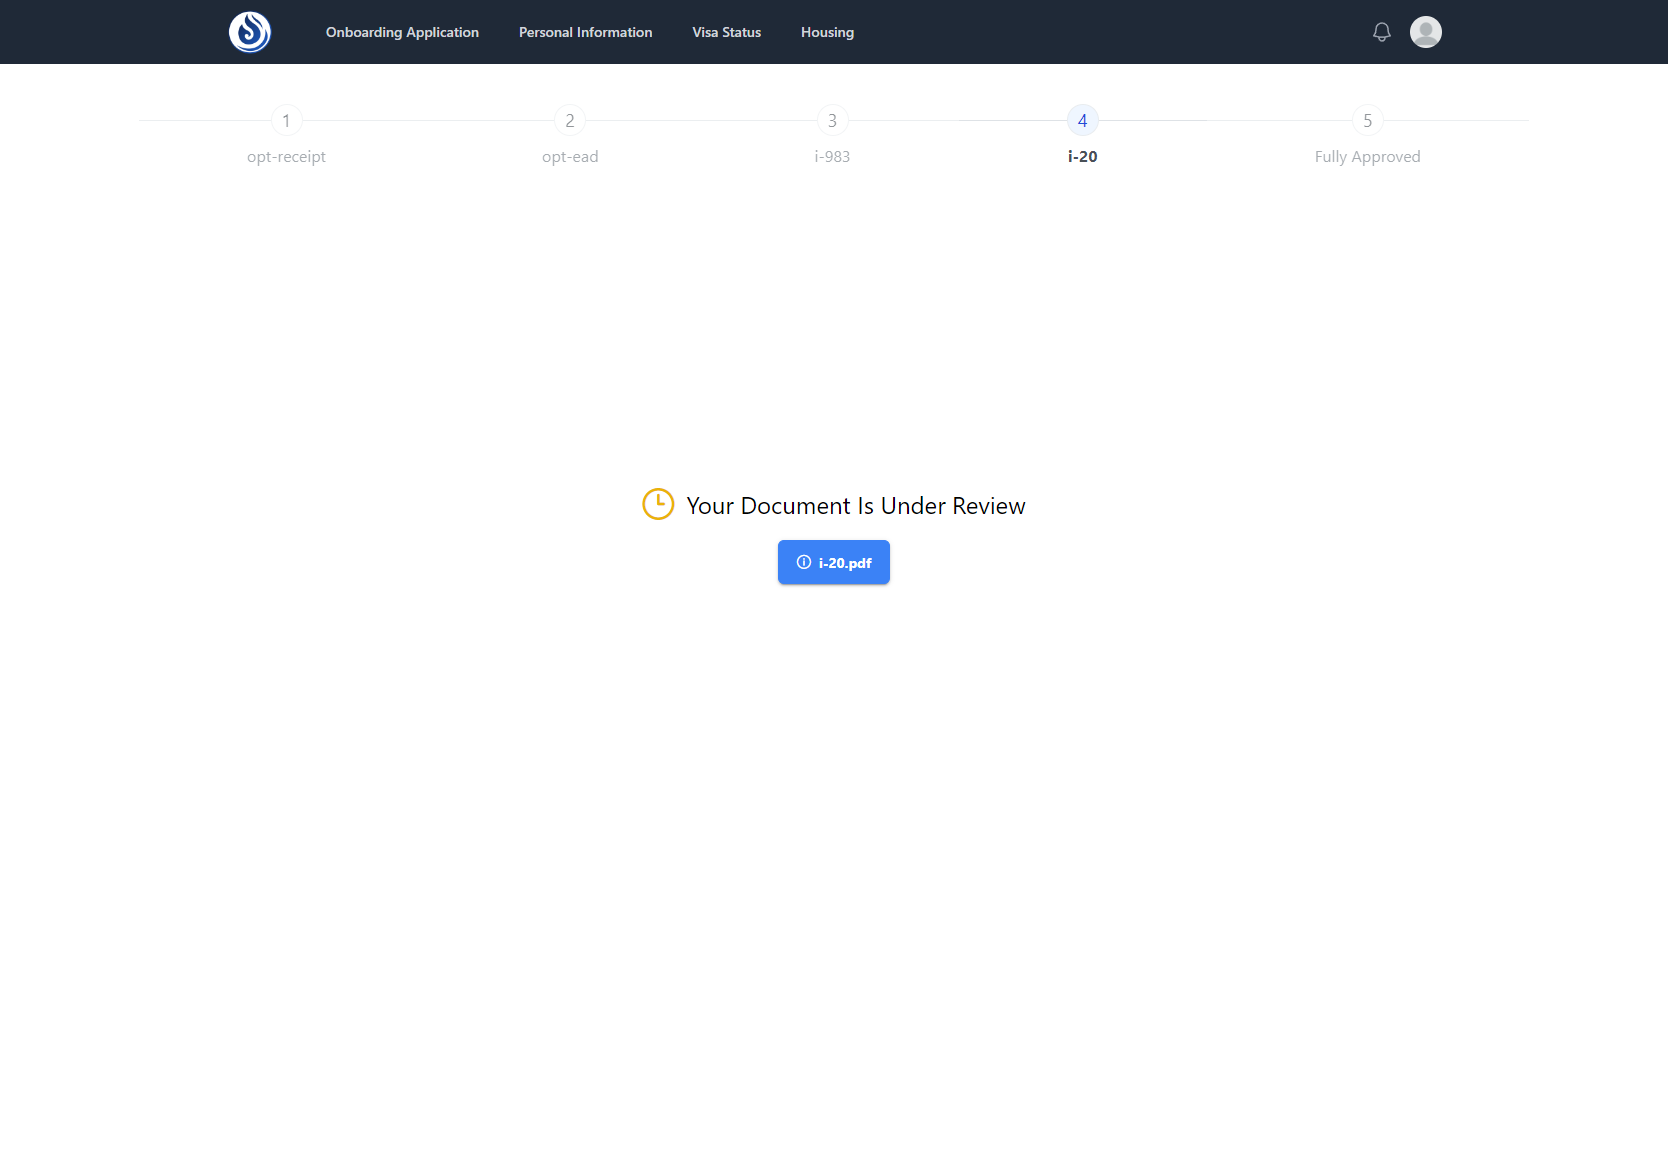 Onboarding Application Personal Information Visa Status Housing
1 2 3 4 5
opt-receipt opt-ead i-983 i-20 Fully Approved
Your Document Is Under Review
i-20.pdf